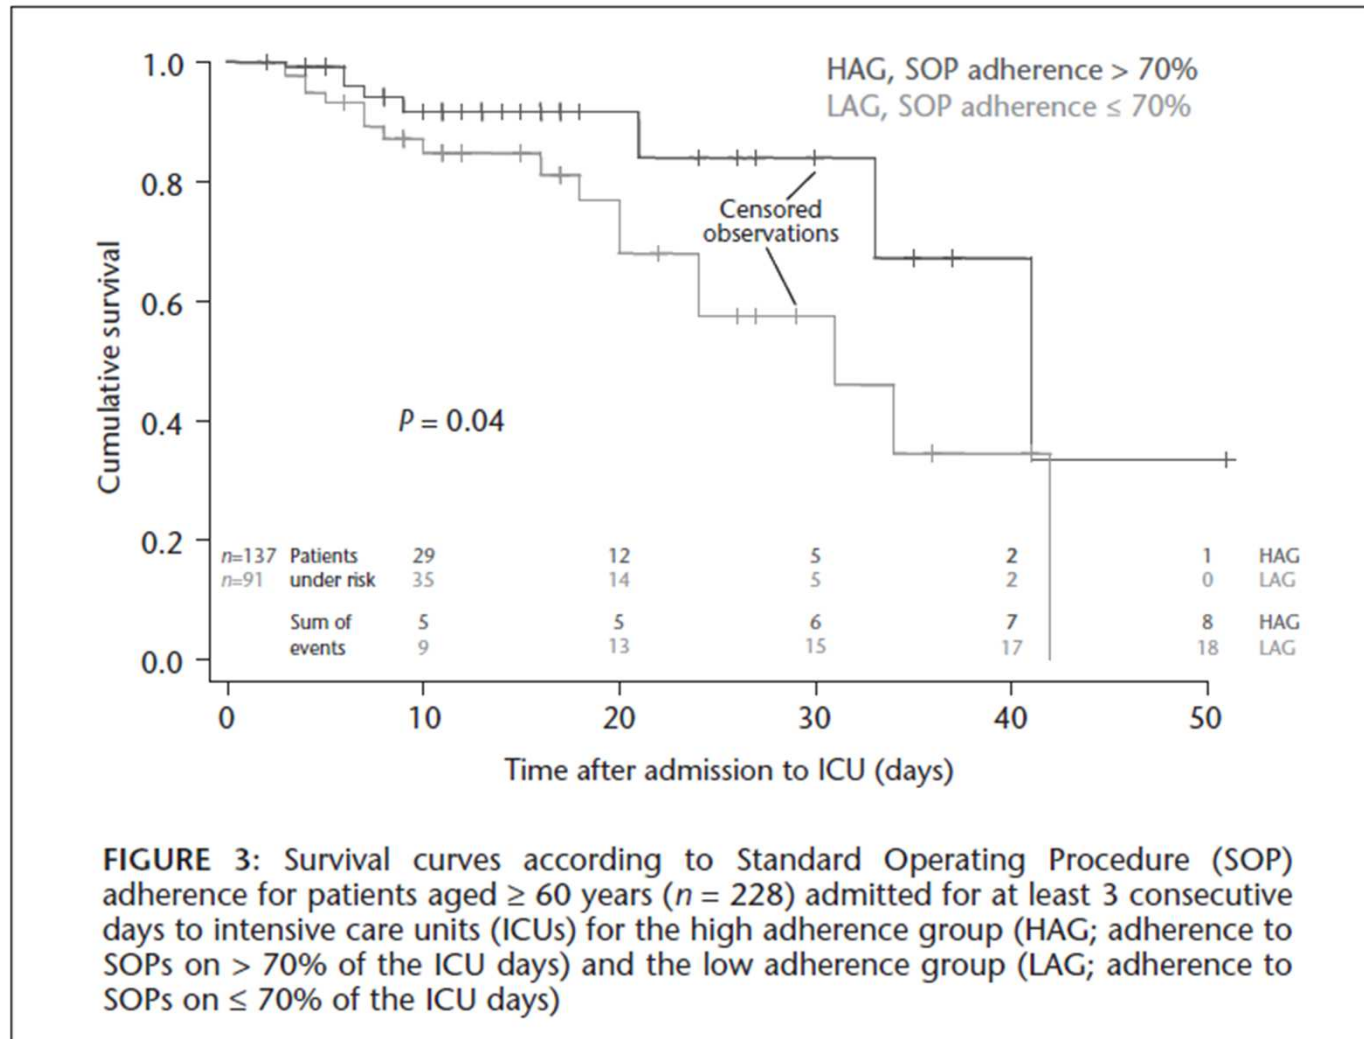 HAG, SOP adherence > 70%
LAG, SOP adherence ≤ 70%
1.0
0.8
0.6
0.4
0.2
0.0
Cumulative survival
Censored
observations
P = 0.04
n=137 Patients 29 12 5 2 1 HAG
n=91 under risk 35 14 5 2 0 LAG
Sum of 5 5 6 7 8 HAG
events 9 13 15 17 18 LAG
0 10 20 30 40 50
Time after admission to ICU (days)
FIGURE 3: Survival curves according to Standard Operating Procedure (SOP)
adherence for patients aged ≥ 60 years (n = 228) admitted for at least 3 consecutive
days to intensive care units (ICUs) for the high adherence group (HAG; adherence to
SOPs on > 70% of the ICU days) and the low adherence group (LAG; adherence to
SOPs on ≤ 70% of the ICU days)